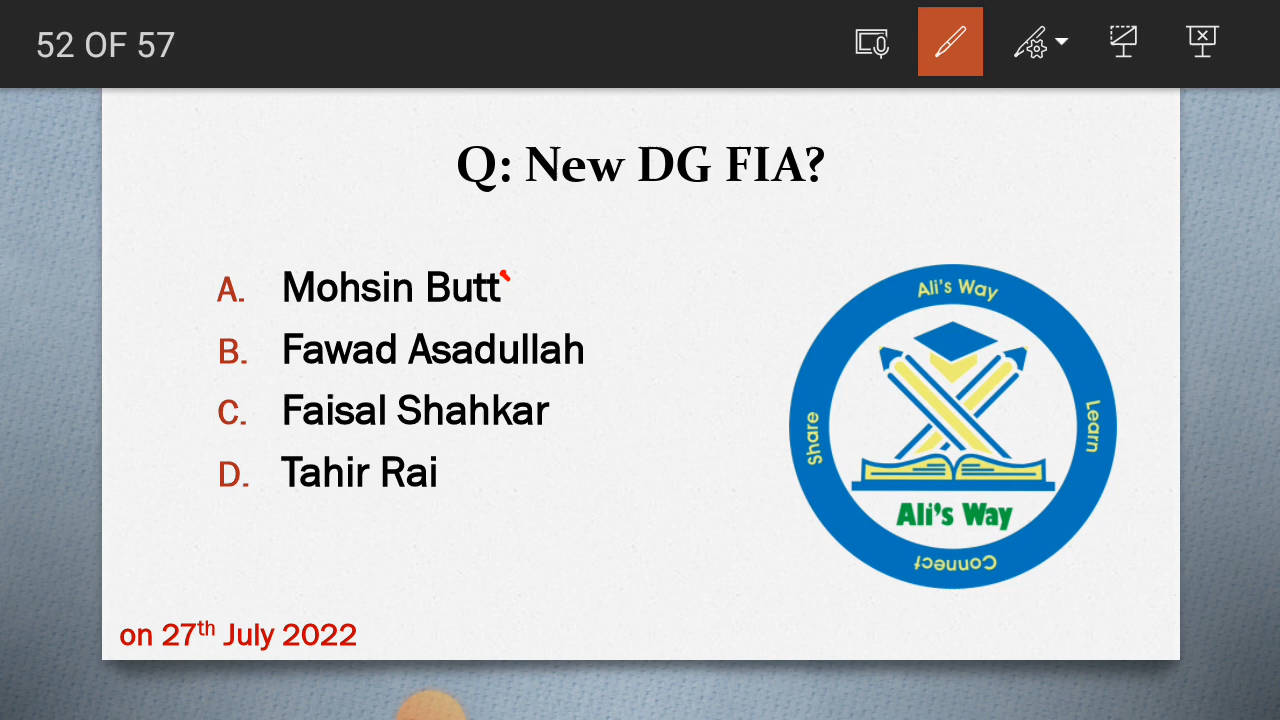 52 OF 57
Q: New DG FIA?
A. Mohsin Butt
B. Fawad Asadullah
C. Faisal Shahkar
D. Tahir Rai
Ali's Way
Learn
Share
Ali's Way
Connect
on 27th July 2022